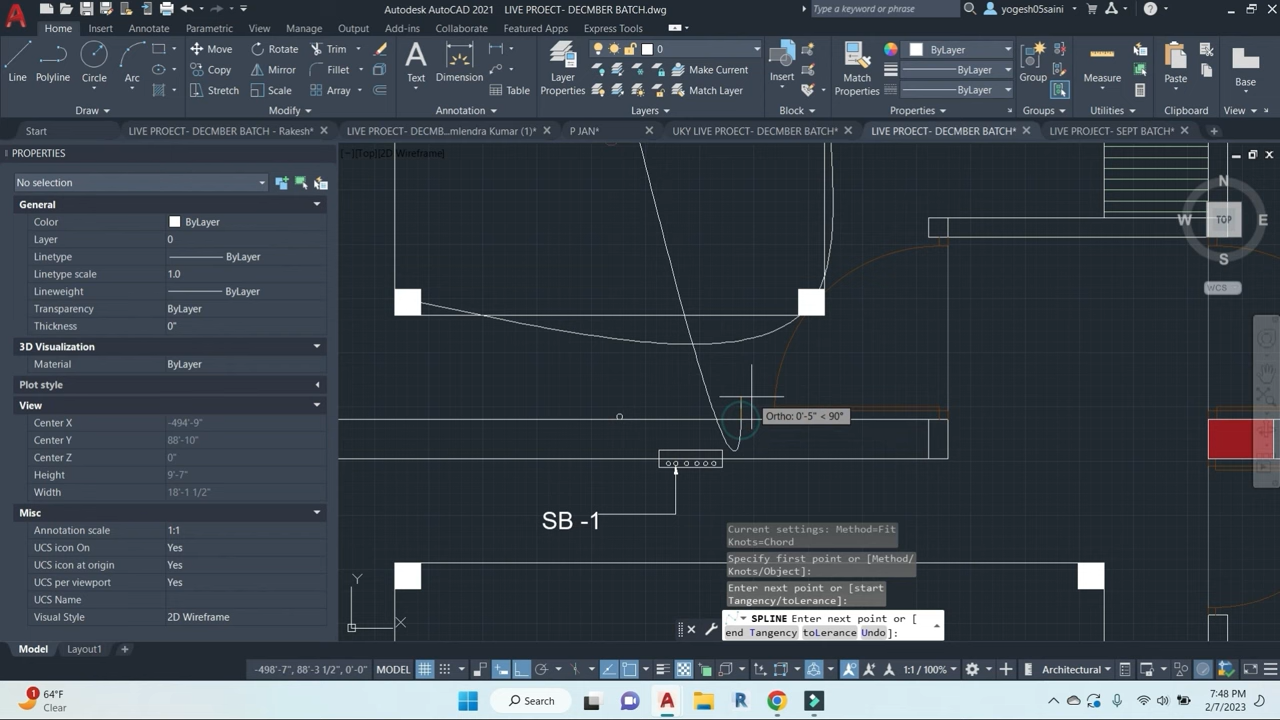 Autodesk AutoCAD 2021 LIVE PROECT- DECMBER BATCH.dwg
Type a keyword or phrase
yogesh05saini
Home Insert Annotate Parametric View Manage Output Add-ins Collaborate Featured Apps Express Tools
Line Polyline Circle Arc
Move Rotate Trim
Copy Mirror Fillet
Stretch Scale Array
Text Dimension
Table
Layer Properties
0
Make Current
Match Layer
Insert
Match Properties
ByLayer
ByLayer
ByLayer
Group
Measure
Paste
Base
Draw Modify Annotation Layers Block Properties Groups Utilities Clipboard View
Start
LIVE PROECT- DECMBER BATCH - Rakesh*
LIVE PROECT- DECMB...mlendra Kumar (1)*
P JAN*
UKY LIVE PROECT- DECMBER BATCH*
LIVE PROECT- DECMBER BATCH*
LIVE PROJECT- SEPT BATCH*
PROPERTIES
[−][Top][2D Wireframe]
No selection
General
Color ByLayer
Layer 0
Linetype ByLayer
Linetype scale 1.0
Lineweight ByLayer
Transparency ByLayer
Thickness 0"
3D Visualization
Material ByLayer
Plot style
View
Center X -494'-9"
Center Y 88'-10"
Center Z 0"
Height 9'-7"
Width 18'-1 1/2"
Misc
Annotation scale 1:1
UCS icon On Yes
UCS icon at origin Yes
UCS per viewport Yes
UCS Name
Visual Style 2D Wireframe
N
W TOP E
S
WCS
Ortho: 0'-5" < 90°
SB -1
Y
X
Current settings: Method=Fit
Knots=Chord
Specify first point or [Method/
Knots/Object]:
Enter next point or [start
Tangency/toLerance]:
SPLINE Enter next point or [
end Tangency toLerance Undo]:
Model Layout1
-498'-7", 88'-3 1/2", 0'-0" MODEL
1:1 / 100%
Architectural
1
64°F
Clear
Search
7:48 PM
2/7/2023